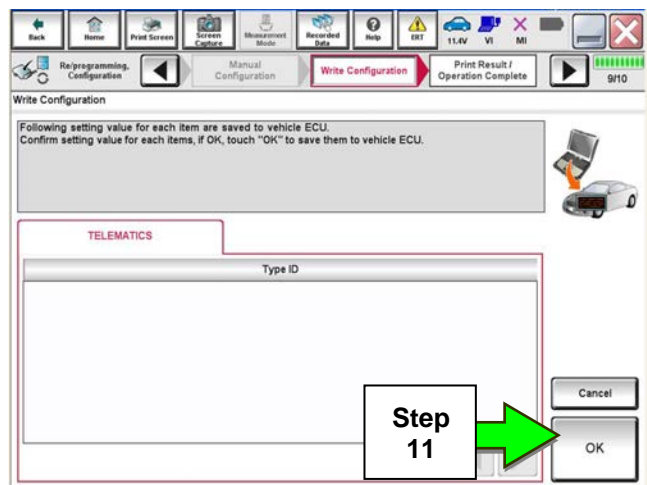 Back
Home
Print Screen
Screen
Capture
Measurement
Mode
Recorded
Data
Help
ERT
11.4V
VI
MI
Re/programming,
Configuration
Manual
Configuration
Write Configuration
Print Result /
Operation Complete
9/10
Write Configuration
Following setting value for each item are saved to vehicle ECU.
Confirm setting value for each items, if OK, touch "OK" to save them to vehicle ECU.
TELEMATICS
Type ID
Step
11
Cancel
OK